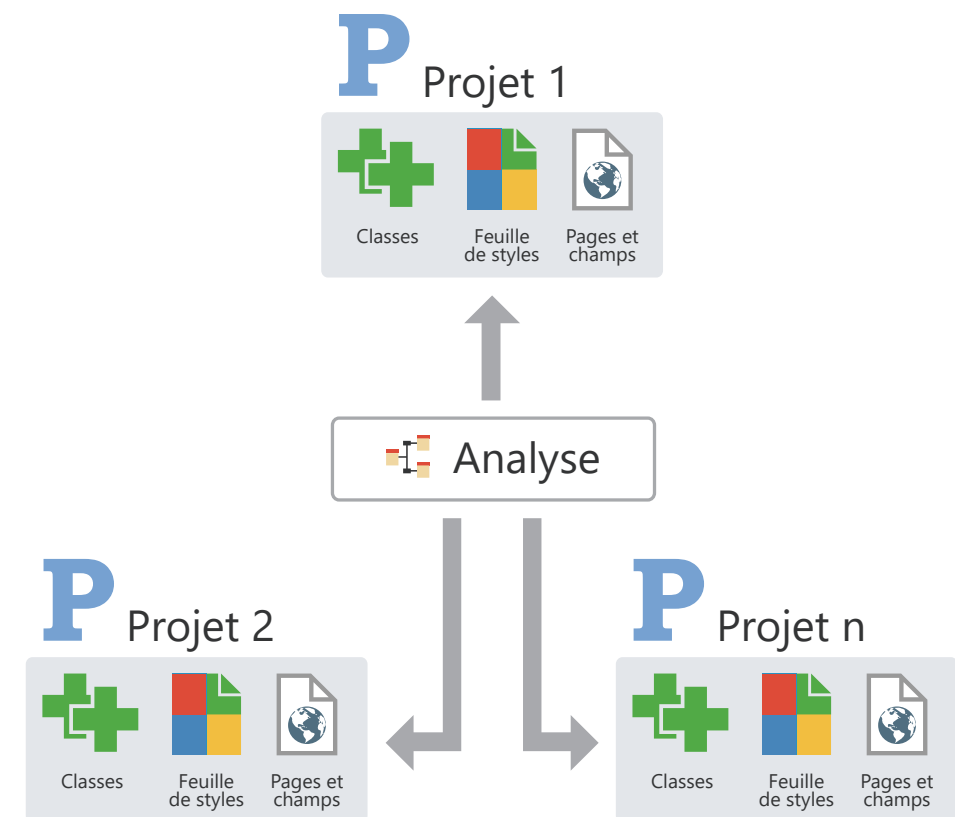 P Projet 1
Classes
Feuille
de styles
Pages et
champs
Analyse
P Projet 2
Classes
Feuille
de styles
Pages et
champs
P Projet n
Classes
Feuille
de styles
Pages et
champs